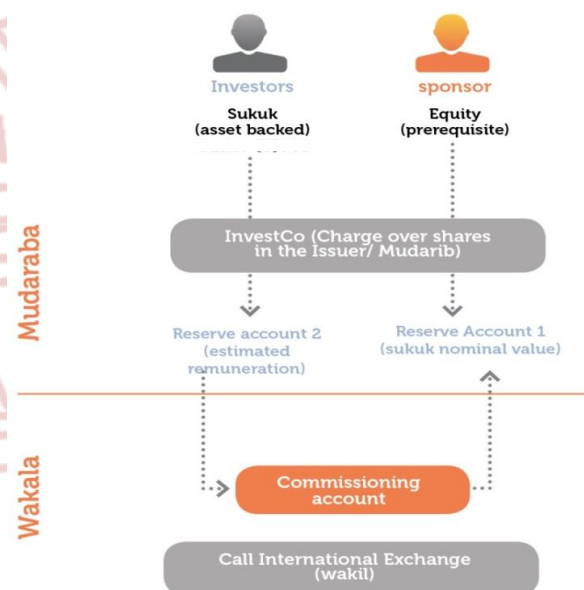 Investors
sponsor
Sukuk
(asset backed)
Equity
(prerequisite)
Mudaraba
InvestCo (Charge over shares
in the Issuer/ Mudarib)
Reserve account 2
(estimated
remuneration)
Reserve Account 1
(sukuk nominal value)
Wakala
Commissioning
account
Call International Exchange
(wakil)